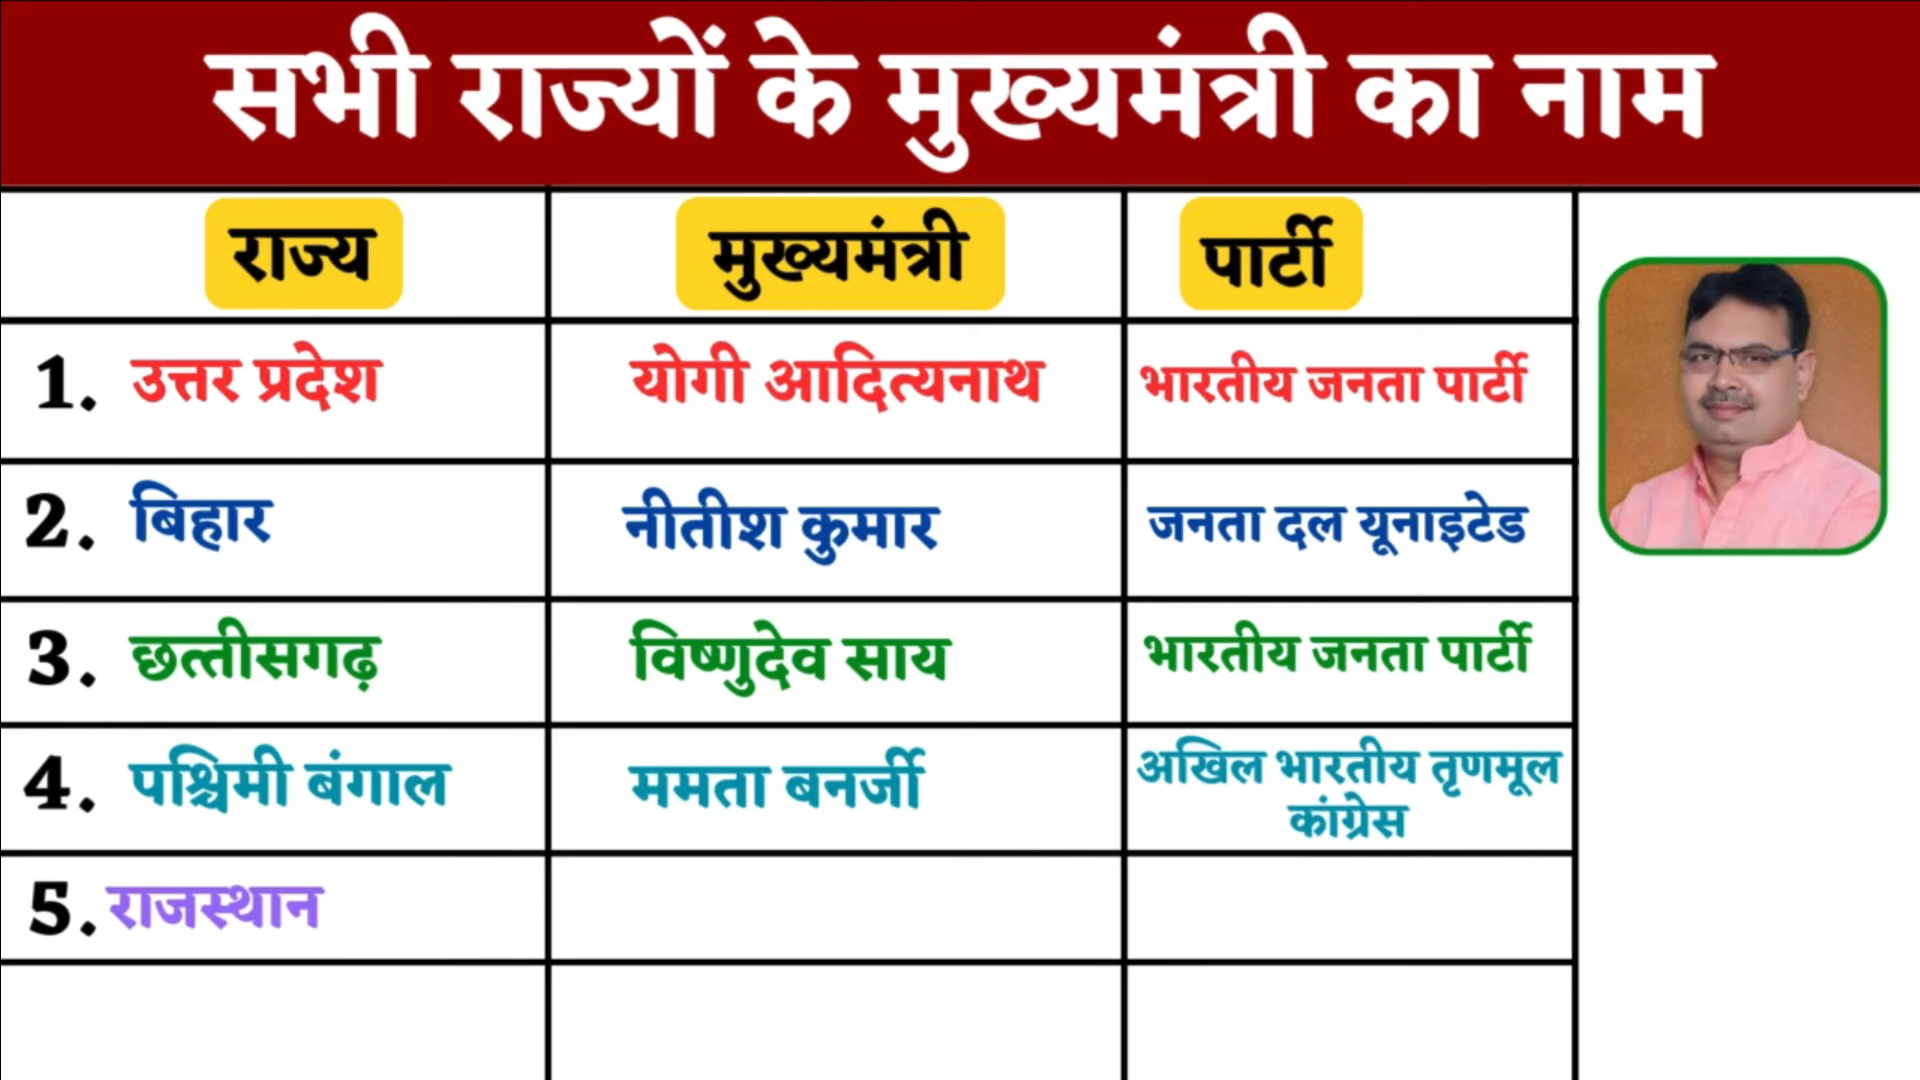 सभी राज्यों के मुख्यमंत्री का नाम
राज्य मुख्यमंत्री पार्टी
1. उत्तर प्रदेश योगी आदित्यनाथ भारतीय जनता पार्टी
2. बिहार नीतीश कुमार जनता दल यूनाइटेड
3. छत्तीसगढ़ विष्णुदेव साय भारतीय जनता पार्टी
4. पश्चिमी बंगाल ममता बनर्जी अखिल भारतीय तृणमूल
कांग्रेस
5. राजस्थान